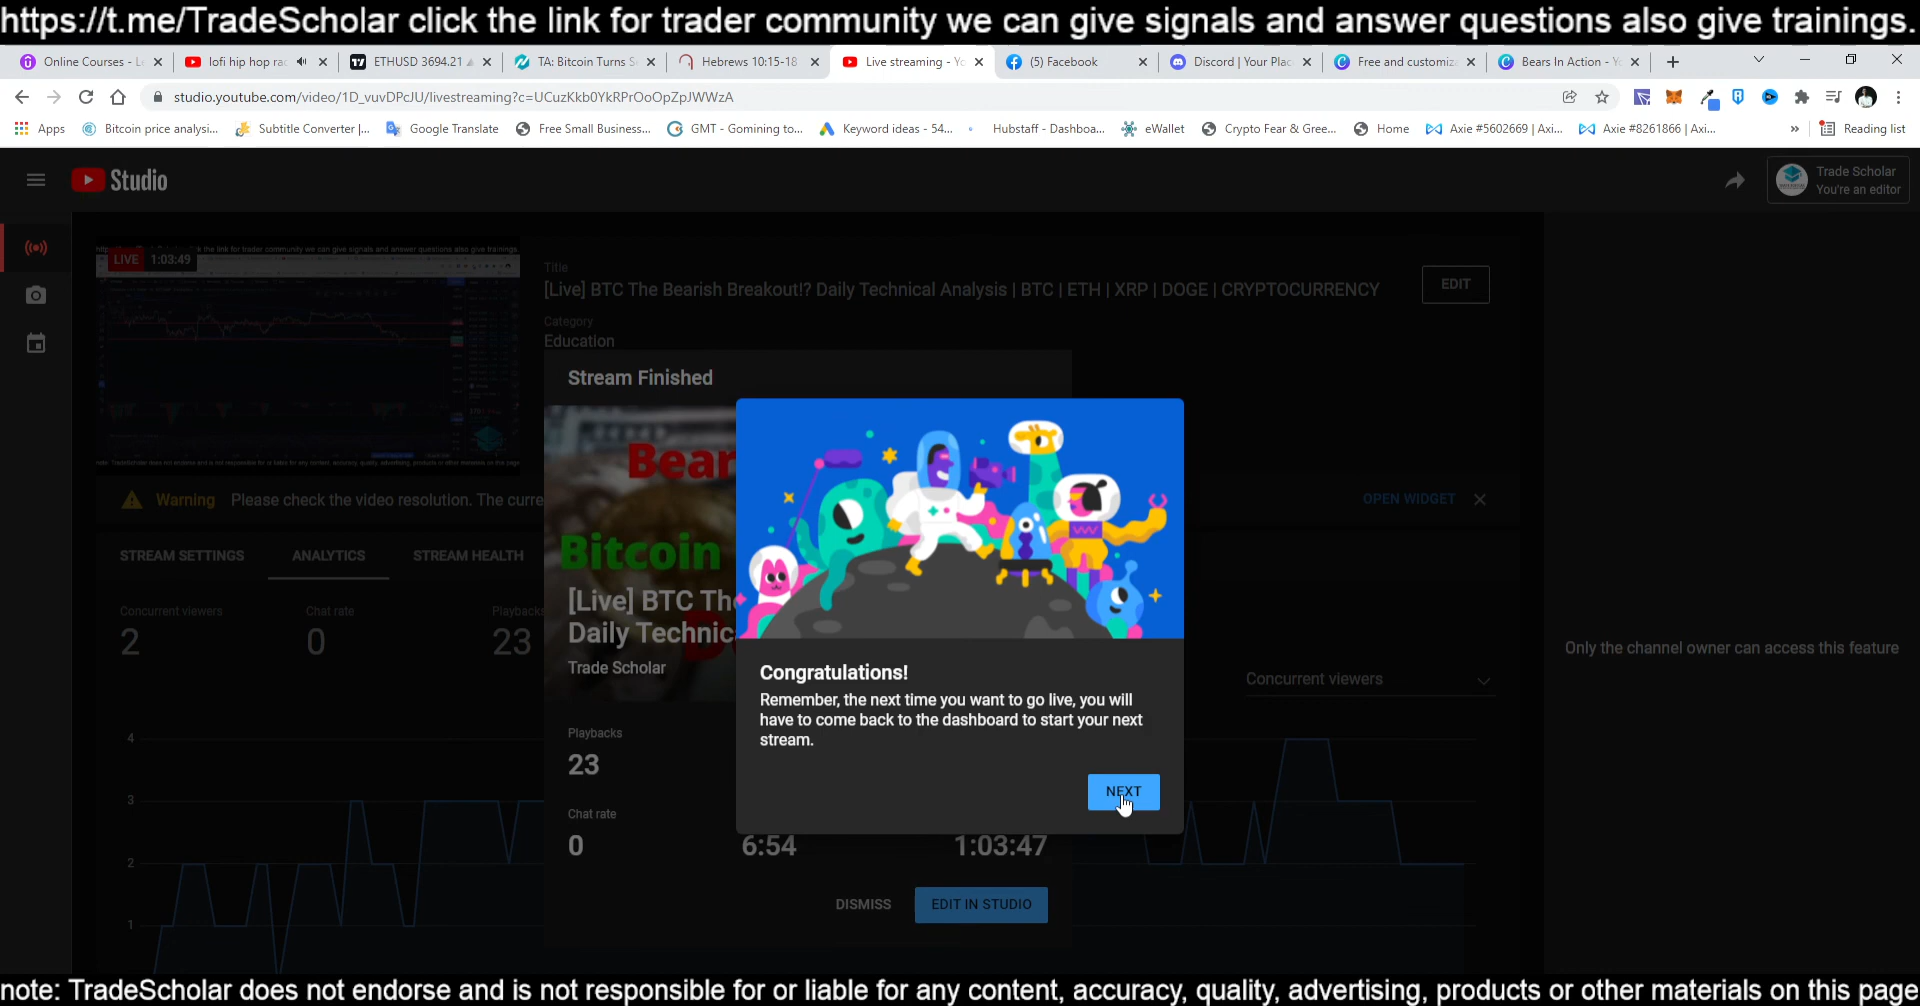 https://t.me/TradeScholar click the link for trader community we can give signals and answer questions also give trainings.
Online Courses - Le
lofi hip hop rad
ETHUSD 3694.21
TA: Bitcoin Turns S
Hebrews 10:15-18
Live streaming - Yo
(5) Facebook
Discord | Your Plac
Free and customiza
Bears In Action - Y
studio.youtube.com/video/1D_vuvDPcJU/livestreaming?c=UCuzKkb0YkRPrOoOpZpJWWzA
Apps
Bitcoin price analysi...
Subtitle Converter |...
Google Translate
Free Small Business...
GMT - Gomining to...
Keyword ideas - 54...
Hubstaff - Dashboa...
eWallet
Crypto Fear & Gree...
Home
Axie #5602669 | Axi...
Axie #8261866 | Axi...
»
Reading list
Studio
Trade Scholar
You're an editor
LIVE 1:03:49
Title
[Live] BTC The Bearish Breakout!? Daily Technical Analysis | BTC | ETH | XRP | DOGE | CRYPTOCURRENCY
EDIT
Category
Education
Stream Finished
Bear
Bitcoin
[Live] BTC Th
Daily Technic
Trade Scholar
Warning Please check the video resolution. The curre
OPEN WIDGET
STREAM SETTINGS
ANALYTICS
STREAM HEALTH
Concurrent viewers
2
Chat rate
0
Playbacks
23
Only the channel owner can access this feature
Concurrent viewers
Congratulations!
Remember, the next time you want to go live, you will
have to come back to the dashboard to start your next
stream.
NEXT
Playbacks
23
Chat rate
0
6:54
1:03:47
DISMISS
EDIT IN STUDIO
4
3
2
1
note: TradeScholar does not endorse and is not responsible for or liable for any content, accuracy, quality, advertising, products or other materials on this page